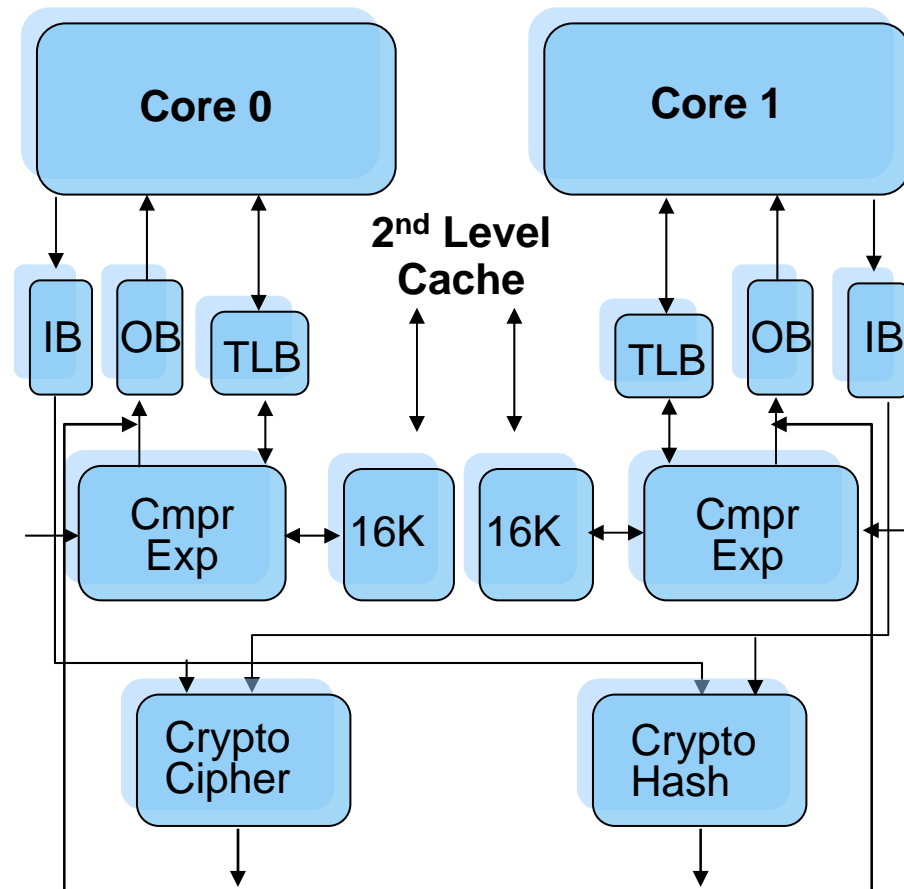 Core 0
Core 1
2nd Level
Cache
IB
OB
TLB
TLB
OB
IB
Cmpr
Exp
16K
16K
Cmpr
Exp
Crypto
Cipher
Crypto
Hash